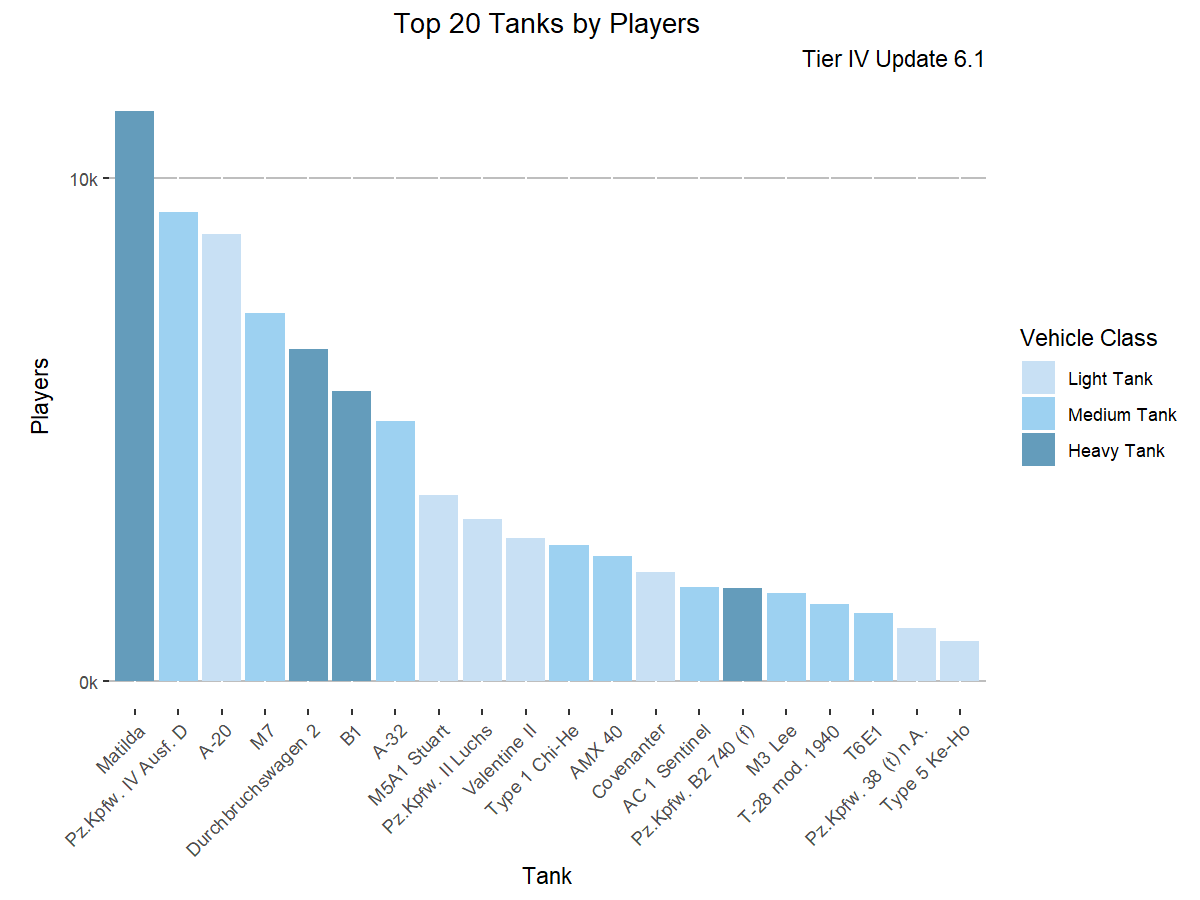 Top 20 Tanks by Players
Tier IV Update 6.1
10k
0k
Players
Matilda
Pz.Kpfw. IV Ausf. D
A-20
M7
Durchbruchswagen 2
B1
A-32
M5A1 Stuart
Pz.Kpfw. II Luchs
Valentine II
Type 1 Chi-He
AMX 40
Covenanter
AC 1 Sentinel
Pz.Kpfw. B2 740 (f)
M3 Lee
T-28 mod. 1940
T6E1
Pz.Kpfw. 38 (t) n.A.
Type 5 Ke-Ho
Tank
Vehicle Class
Light Tank
Medium Tank
Heavy Tank